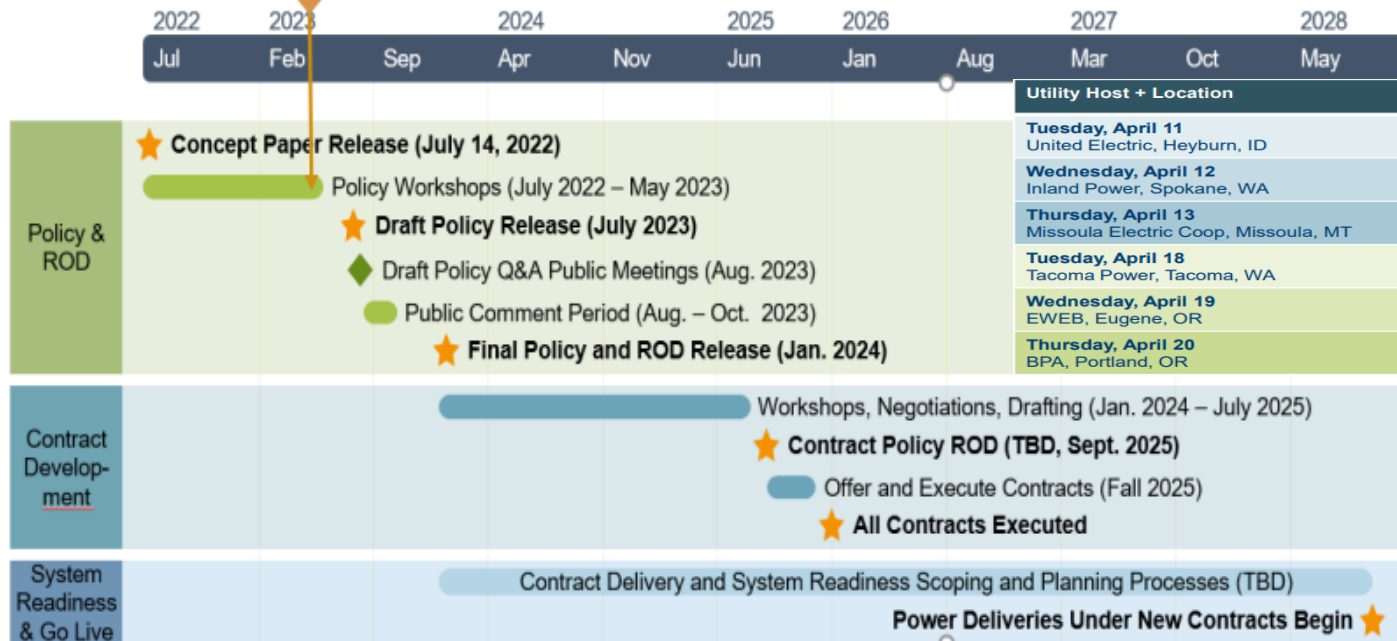 2022 2023 2024 2025 2026 2027 2028
Jul Feb Sep Apr Nov Jun Jan Aug Mar Oct May
Utility Host + Location
Tuesday, April 11
United Electric, Heyburn, ID
Wednesday, April 12
Inland Power, Spokane, WA
Thursday, April 13
Missoula Electric Coop, Missoula, MT
Tuesday, April 18
Tacoma Power, Tacoma, WA
Wednesday, April 19
EWEB, Eugene, OR
Thursday, April 20
BPA, Portland, OR
Policy &
ROD
Concept Paper Release (July 14, 2022)
Policy Workshops (July 2022 – May 2023)
Draft Policy Release (July 2023)
Draft Policy Q&A Public Meetings (Aug. 2023)
Public Comment Period (Aug. – Oct. 2023)
Final Policy and ROD Release (Jan. 2024)
Contract
Develop-
ment
Workshops, Negotiations, Drafting (Jan. 2024 – July 2025)
Contract Policy ROD (TBD, Sept. 2025)
Offer and Execute Contracts (Fall 2025)
All Contracts Executed
System
Readiness
& Go Live
Contract Delivery and System Readiness Scoping and Planning Processes (TBD)
Power Deliveries Under New Contracts Begin